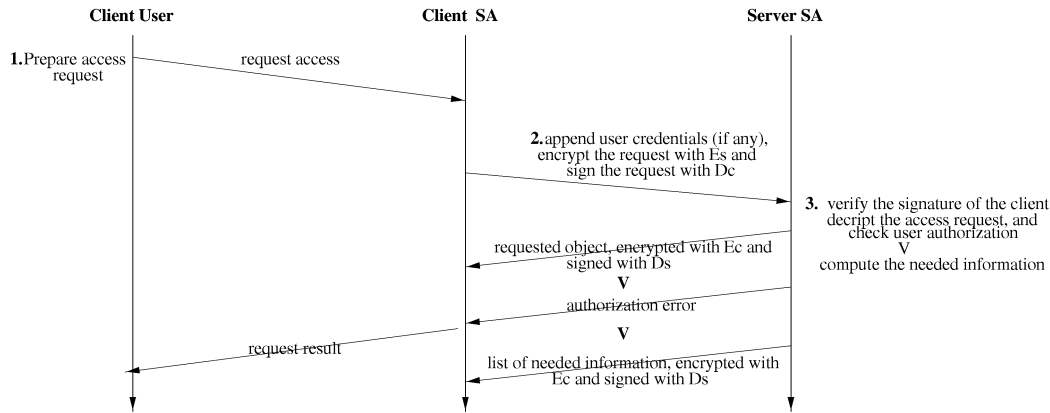 Client User
Client SA
Server SA
1.Prepare access
request
request access
2.append user credentials (if any),
encrypt the request with Es and
sign the request with Dc
3. verify the signature of the client
decript the access request, and
check user authorization
V
compute the needed information
requested object, encrypted with Ec and
signed with Ds
V
authorization error
V
request result
list of needed information, encrypted with
Ec and signed with Ds